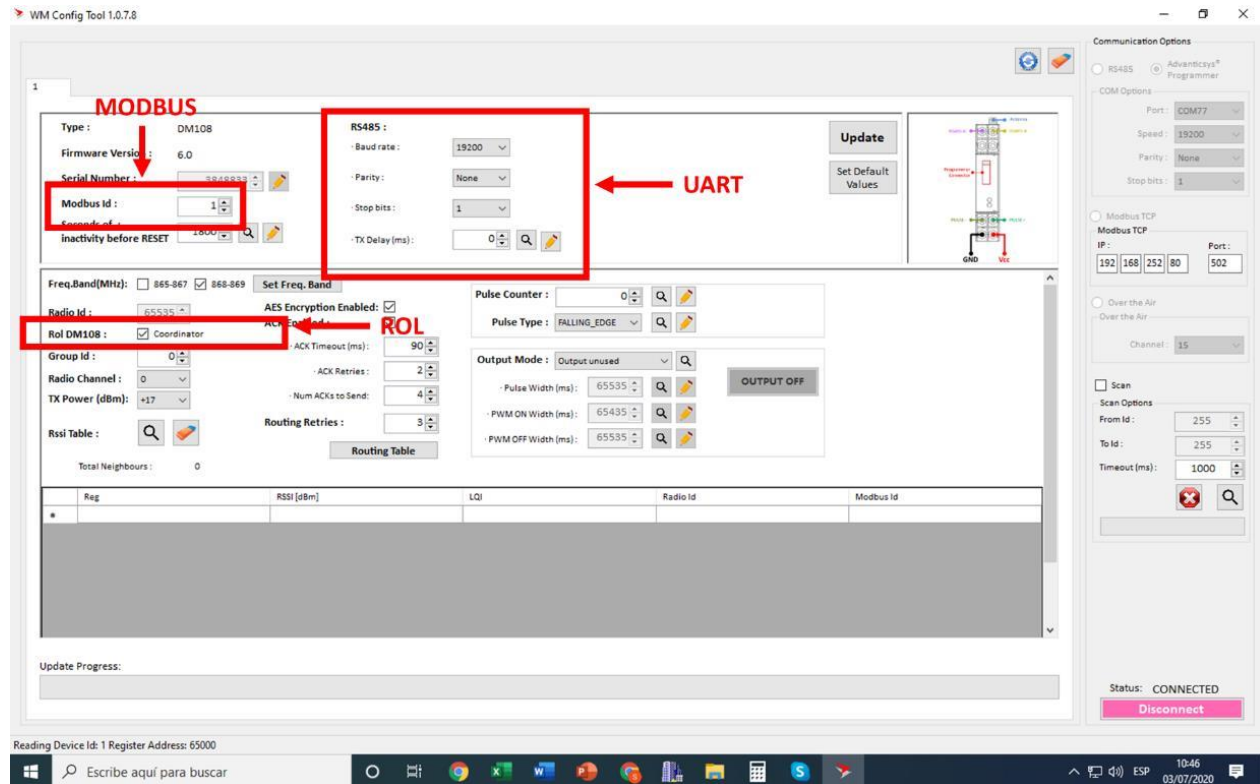 WM Config Tool 1.0.7.8
1
MODBUS
Type : DM108
Firmware Version : 6.0
Serial Number : 3848833
Modbus Id : 1
Seconds of :
inactivity before RESET 1800
RS485 :
· Baud rate : 19200
· Parity : None
· Stop bits : 1
· TX Delay (ms) : 0
UART
Update
Set Default
Values
GND Vcc
Freq.Band(MHz): 865-867 868-869 Set Freq. Band
Radio Id : 65535
Rol DM108 : Coordinator
Group Id : 0
Radio Channel : 0
TX Power (dBm): +17
Rssi Table :
Total Neighbours : 0
AES Encryption Enabled:
ACK Enabled :
ROL
· ACK Timeout (ms) : 90
· ACK Retries : 2
· Num ACKs to Send: 4
Routing Retries : 3
Routing Table
Pulse Counter : 0
Pulse Type : FALLING_EDGE
Output Mode : Output unused
· Pulse Width (ms) : 65535
· PWM ON Width (ms) : 65435
· PWM OFF Width (ms) : 65535
OUTPUT OFF
Reg RSSI [dBm] LQI Radio Id Modbus Id
Update Progress:
Communication Options
RS485 Advanticsys®
Programmer
COM Options
Port : COM77
Speed : 19200
Parity : None
Stop bits : 1
Modbus TCP
Modbus TCP
IP : Port :
192 168 252 80 502
Over the Air
Over the Air
Channel : 15
Scan
Scan Options
From Id : 255
To Id : 255
Timeout (ms) : 1000
Status: CONNECTED
Disconnect
Reading Device Id: 1 Register Address: 65000
Escribe aquí para buscar
ESP
10:46
03/07/2020